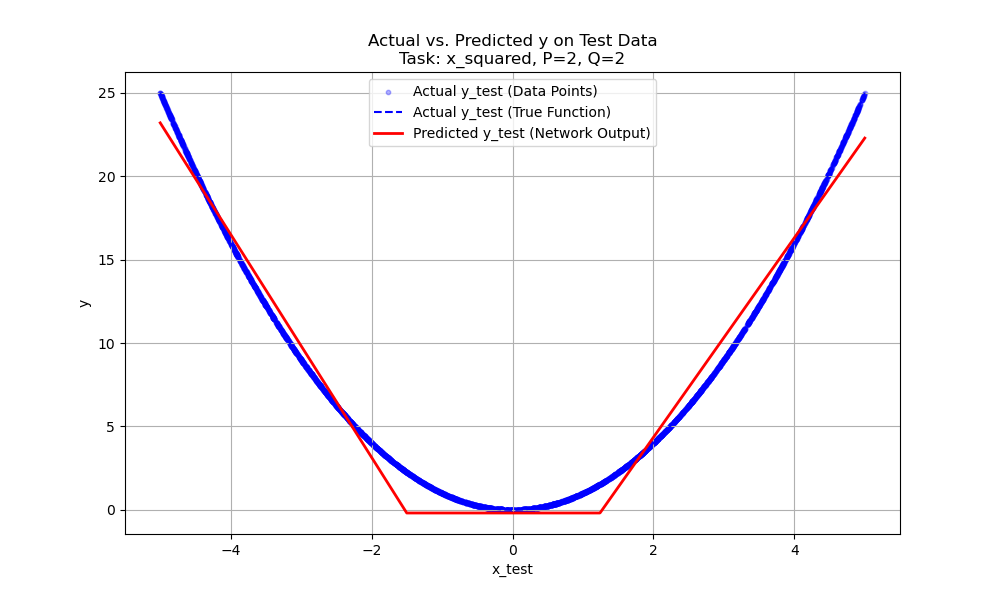 Actual vs. Predicted y on Test Data
Task: x_squared, P=2, Q=2
Actual y_test (Data Points)
Actual y_test (True Function)
Predicted y_test (Network Output)
25
20
15
10
5
0
y
−4
−2
0
2
4
x_test